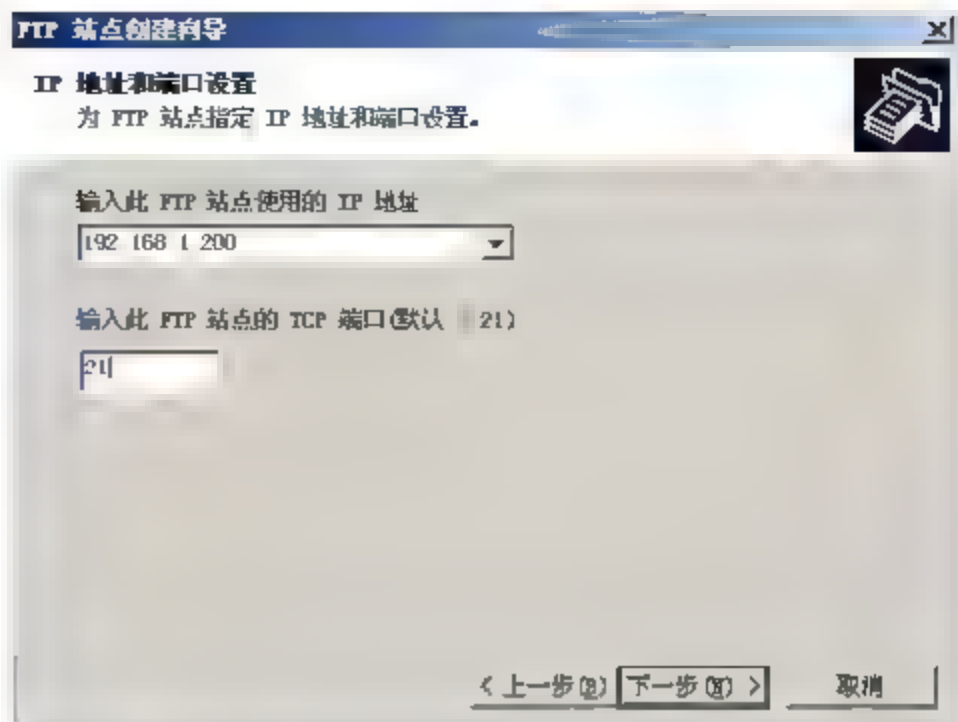 FTP 站点创建向导
IP 地址和端口设置
为 FTP 站点指定 IP 地址和端口设置。
输入此 FTP 站点使用的 IP 地址
192 168 1 200
输入此 FTP 站点的 TCP 端口(默认 21)
21
< 上一步(B) 下一步(N) > 取消